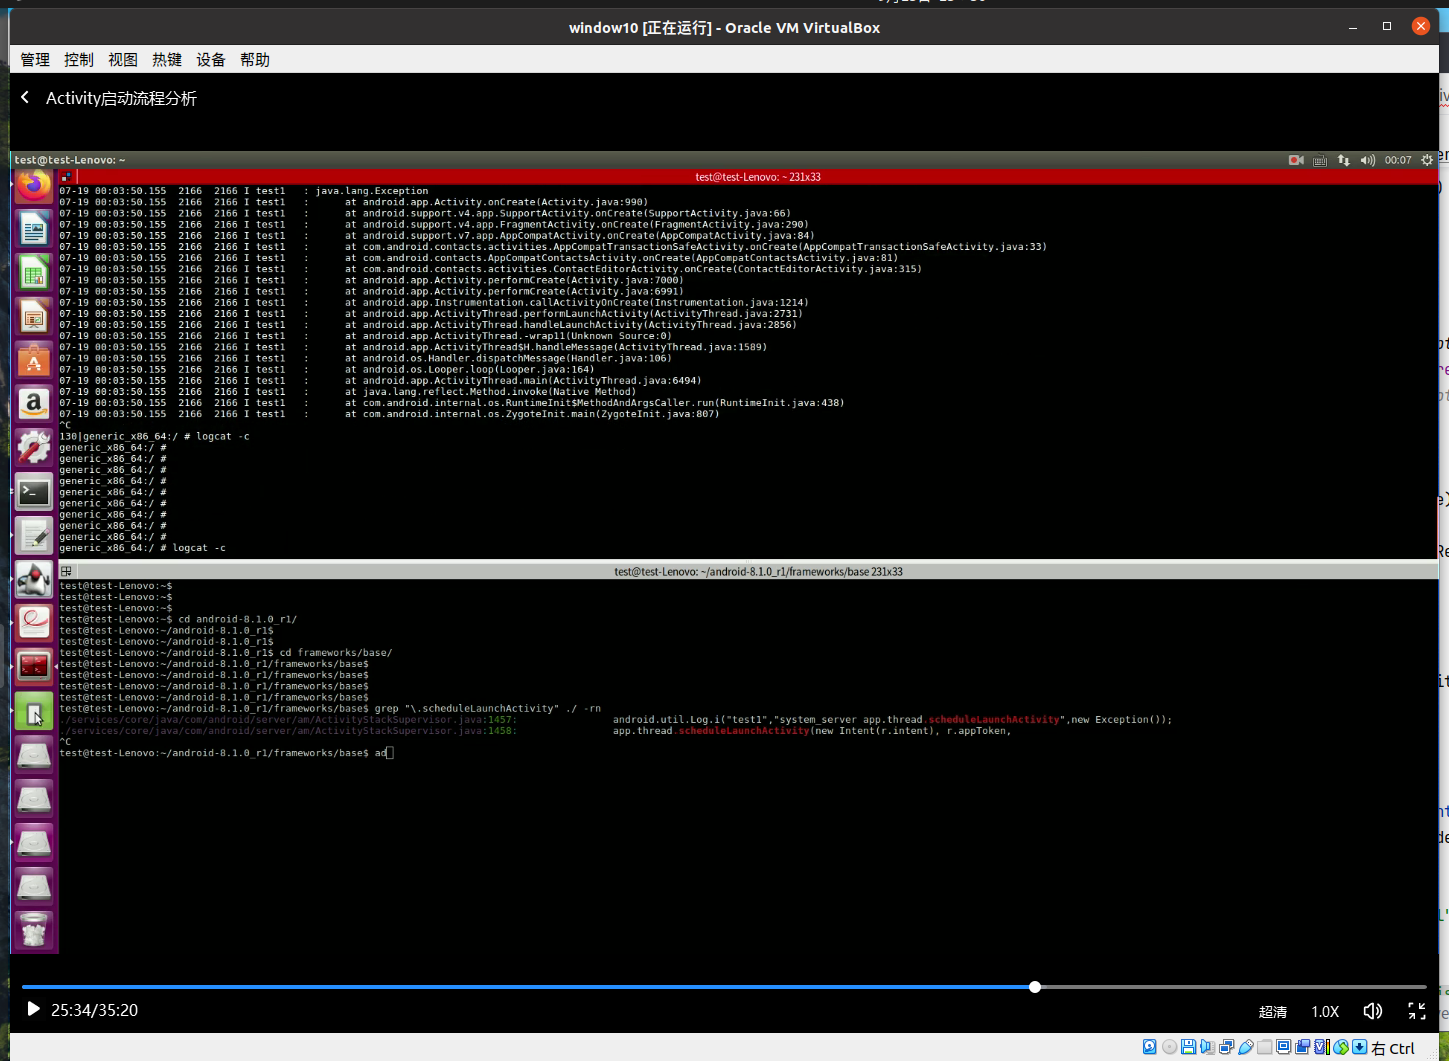 window10 [正在运行] - Oracle VM VirtualBox
管理 控制 视图 热键 设备 帮助
Activity启动流程分析
test@test-Lenovo: ~ 00:07
test@test-Lenovo: ~ 231x33
07-19 00:03:50.155 2166 2166 I test1 : java.lang.Exception
07-19 00:03:50.155 2166 2166 I test1 : at android.app.Activity.onCreate(Activity.java:990)
07-19 00:03:50.155 2166 2166 I test1 : at android.support.v4.app.SupportActivity.onCreate(SupportActivity.java:66)
07-19 00:03:50.155 2166 2166 I test1 : at android.support.v4.app.FragmentActivity.onCreate(FragmentActivity.java:290)
07-19 00:03:50.155 2166 2166 I test1 : at android.support.v7.app.AppCompatActivity.onCreate(AppCompatActivity.java:84)
07-19 00:03:50.155 2166 2166 I test1 : at com.android.contacts.activities.AppCompatTransactionSafeActivity.onCreate(AppCompatTransactionSafeActivity.java:33)
07-19 00:03:50.155 2166 2166 I test1 : at com.android.contacts.AppCompatContactsActivity.onCreate(AppCompatContactsActivity.java:81)
07-19 00:03:50.155 2166 2166 I test1 : at com.android.contacts.activities.ContactEditorActivity.onCreate(ContactEditorActivity.java:315)
07-19 00:03:50.155 2166 2166 I test1 : at android.app.Activity.performCreate(Activity.java:7000)
07-19 00:03:50.155 2166 2166 I test1 : at android.app.Activity.performCreate(Activity.java:6991)
07-19 00:03:50.155 2166 2166 I test1 : at android.app.Instrumentation.callActivityOnCreate(Instrumentation.java:1214)
07-19 00:03:50.155 2166 2166 I test1 : at android.app.ActivityThread.performLaunchActivity(ActivityThread.java:2731)
07-19 00:03:50.155 2166 2166 I test1 : at android.app.ActivityThread.handleLaunchActivity(ActivityThread.java:2856)
07-19 00:03:50.155 2166 2166 I test1 : at android.app.ActivityThread.-wrap11(Unknown Source:0)
07-19 00:03:50.155 2166 2166 I test1 : at android.app.ActivityThread$H.handleMessage(ActivityThread.java:1589)
07-19 00:03:50.155 2166 2166 I test1 : at android.os.Handler.dispatchMessage(Handler.java:106)
07-19 00:03:50.155 2166 2166 I test1 : at android.os.Looper.loop(Looper.java:164)
07-19 00:03:50.155 2166 2166 I test1 : at android.app.ActivityThread.main(ActivityThread.java:6494)
07-19 00:03:50.155 2166 2166 I test1 : at java.lang.reflect.Method.invoke(Native Method)
07-19 00:03:50.155 2166 2166 I test1 : at com.android.internal.os.RuntimeInit$MethodAndArgsCaller.run(RuntimeInit.java:438)
07-19 00:03:50.155 2166 2166 I test1 : at com.android.internal.os.ZygoteInit.main(ZygoteInit.java:807)
^C
130|generic_x86_64:/ # logcat -c
generic_x86_64:/ #
generic_x86_64:/ #
generic_x86_64:/ #
generic_x86_64:/ #
generic_x86_64:/ #
generic_x86_64:/ #
generic_x86_64:/ #
generic_x86_64:/ #
generic_x86_64:/ #
generic_x86_64:/ # logcat -c
test@test-Lenovo: ~/android-8.1.0_r1/frameworks/base 231x33
test@test-Lenovo:~$
test@test-Lenovo:~$
test@test-Lenovo:~$
test@test-Lenovo:~$ cd android-8.1.0_r1/
test@test-Lenovo:~/android-8.1.0_r1$
test@test-Lenovo:~/android-8.1.0_r1$
test@test-Lenovo:~/android-8.1.0_r1$ cd frameworks/base/
test@test-Lenovo:~/android-8.1.0_r1/frameworks/base$
test@test-Lenovo:~/android-8.1.0_r1/frameworks/base$
test@test-Lenovo:~/android-8.1.0_r1/frameworks/base$
test@test-Lenovo:~/android-8.1.0_r1/frameworks/base$
test@test-Lenovo:~/android-8.1.0_r1/frameworks/base$ grep "\.scheduleLaunchActivity" ./ -rn
./services/core/java/com/android/server/am/ActivityStackSupervisor.java:1457: android.util.Log.i("test1","system_server app.thread.scheduleLaunchActivity",new Exception());
./services/core/java/com/android/server/am/ActivityStackSupervisor.java:1458: app.thread.scheduleLaunchActivity(new Intent(r.intent), r.appToken,
^C
test@test-Lenovo:~/android-8.1.0_r1/frameworks/base$ ad
25:34/35:20 超清 1.0X
右 Ctrl